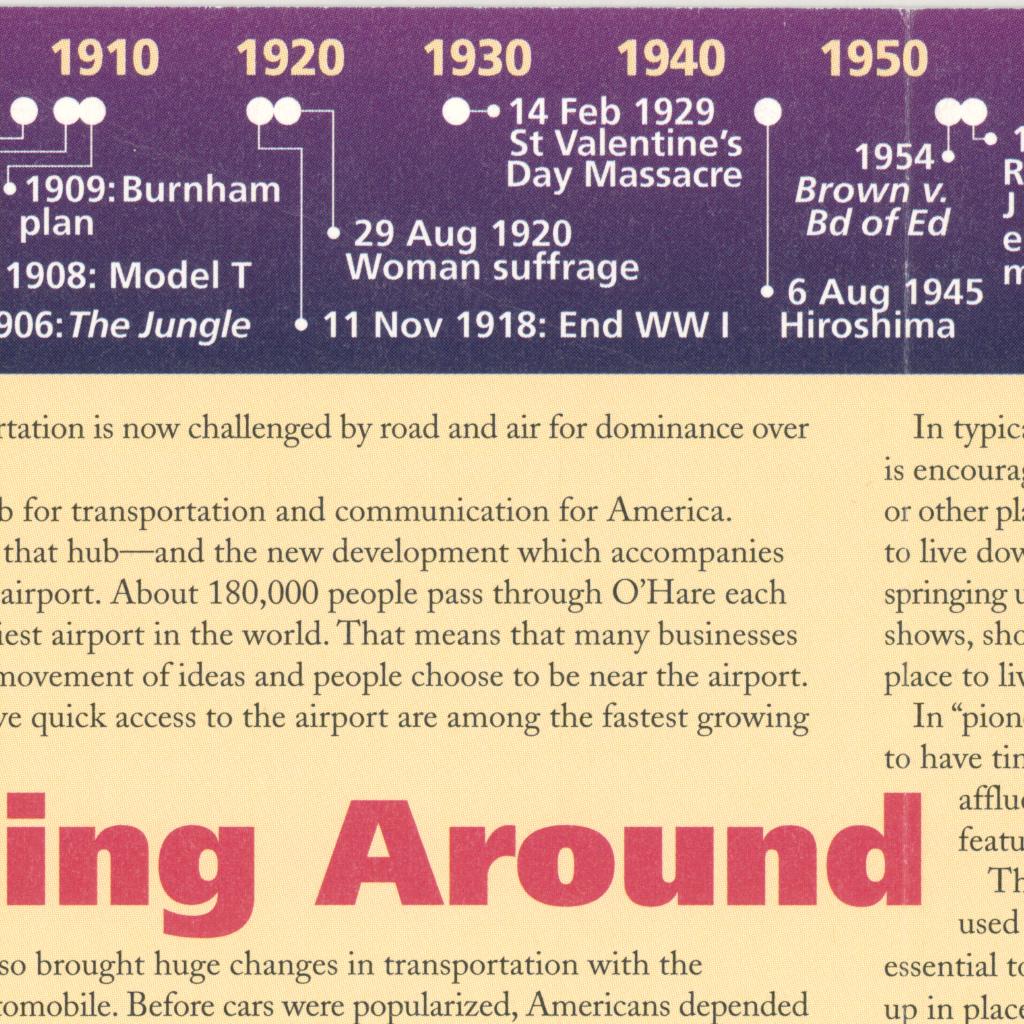 1910 1920 1930 1940 1950
14 Feb 1929
St Valentine's
Day Massacre
1954
Brown v.
Bd of Ed
1909: Burnham
plan
29 Aug 1920
Woman suffrage
1908: Model T
6 Aug 1945
Hiroshima
906: The Jungle
11 Nov 1918: End WW I
1
R
J
e
m
rtation is now challenged by road and air for dominance over
b for transportation and communication for America.
that hub—and the new development which accompanies
airport. About 180,000 people pass through O'Hare each
iest airport in the world. That means that many businesses
movement of ideas and people choose to be near the airport.
ve quick access to the airport are among the fastest growing
ing Around
so brought huge changes in transportation with the
tomobile. Before cars were popularized, Americans depended
In typica
is encourag
or other pla
to live dow
springing u
shows, sho
place to liv
In “pion
to have tim
afflue
featu
Th
used
essential to
up in place